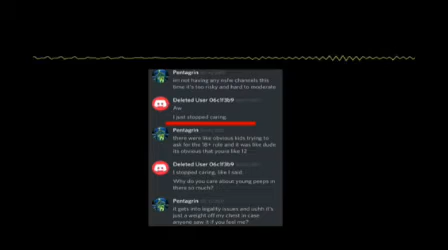 Pentagrin
im not having any nsfw channels this
time it's too risky and hard to moderate
Deleted User 06c1f3b9
Aw
I just stopped caring.
Pentagrin
there were like obvious kids trying to
ask for the 18+ role and it was like dude
its obvious that youre like 12
Deleted User 06c1f3b9
I stopped caring, like I said.
Why do you care about young peeps in
there so much?
Pentagrin
it gets into legality issues and ouhh it's
just a weight off my client in case
anyone saw it if you feel me?